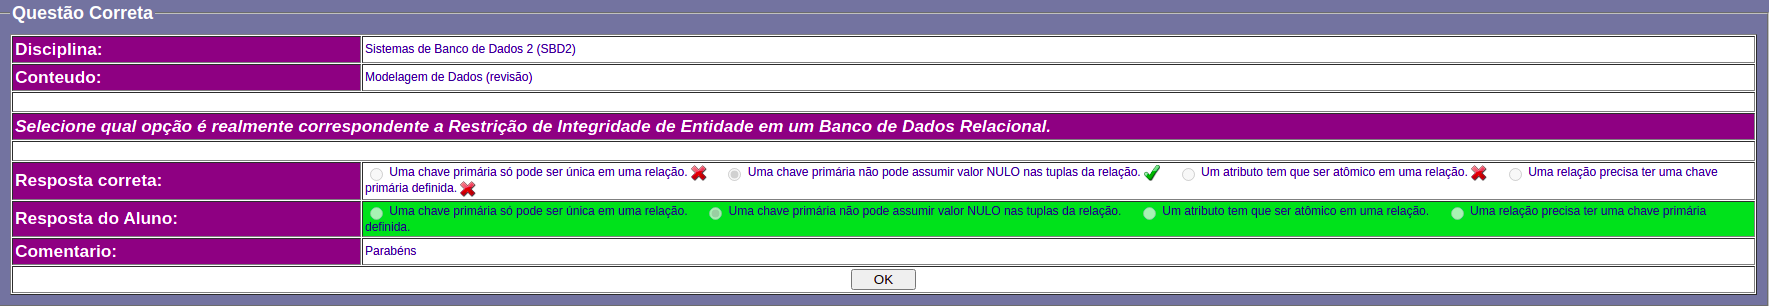 Questão Correta
Disciplina: Sistemas de Banco de Dados 2 (SBD2)
Conteudo: Modelagem de Dados (revisão)
Selecione qual opção é realmente correspondente a Restrição de Integridade de Entidade em um Banco de Dados Relacional.
Resposta correta: Uma chave primária só pode ser única em uma relação. Uma chave primária não pode assumir valor NULO nas tuplas da relação. Um atributo tem que ser atômico em uma relação. Uma relação precisa ter uma chave
primária definida.
Resposta do Aluno: Uma chave primária só pode ser única em uma relação. Uma chave primária não pode assumir valor NULO nas tuplas da relação. Um atributo tem que ser atômico em uma relação. Uma relação precisa ter uma chave primária
definida.
Comentario: Parabéns
OK